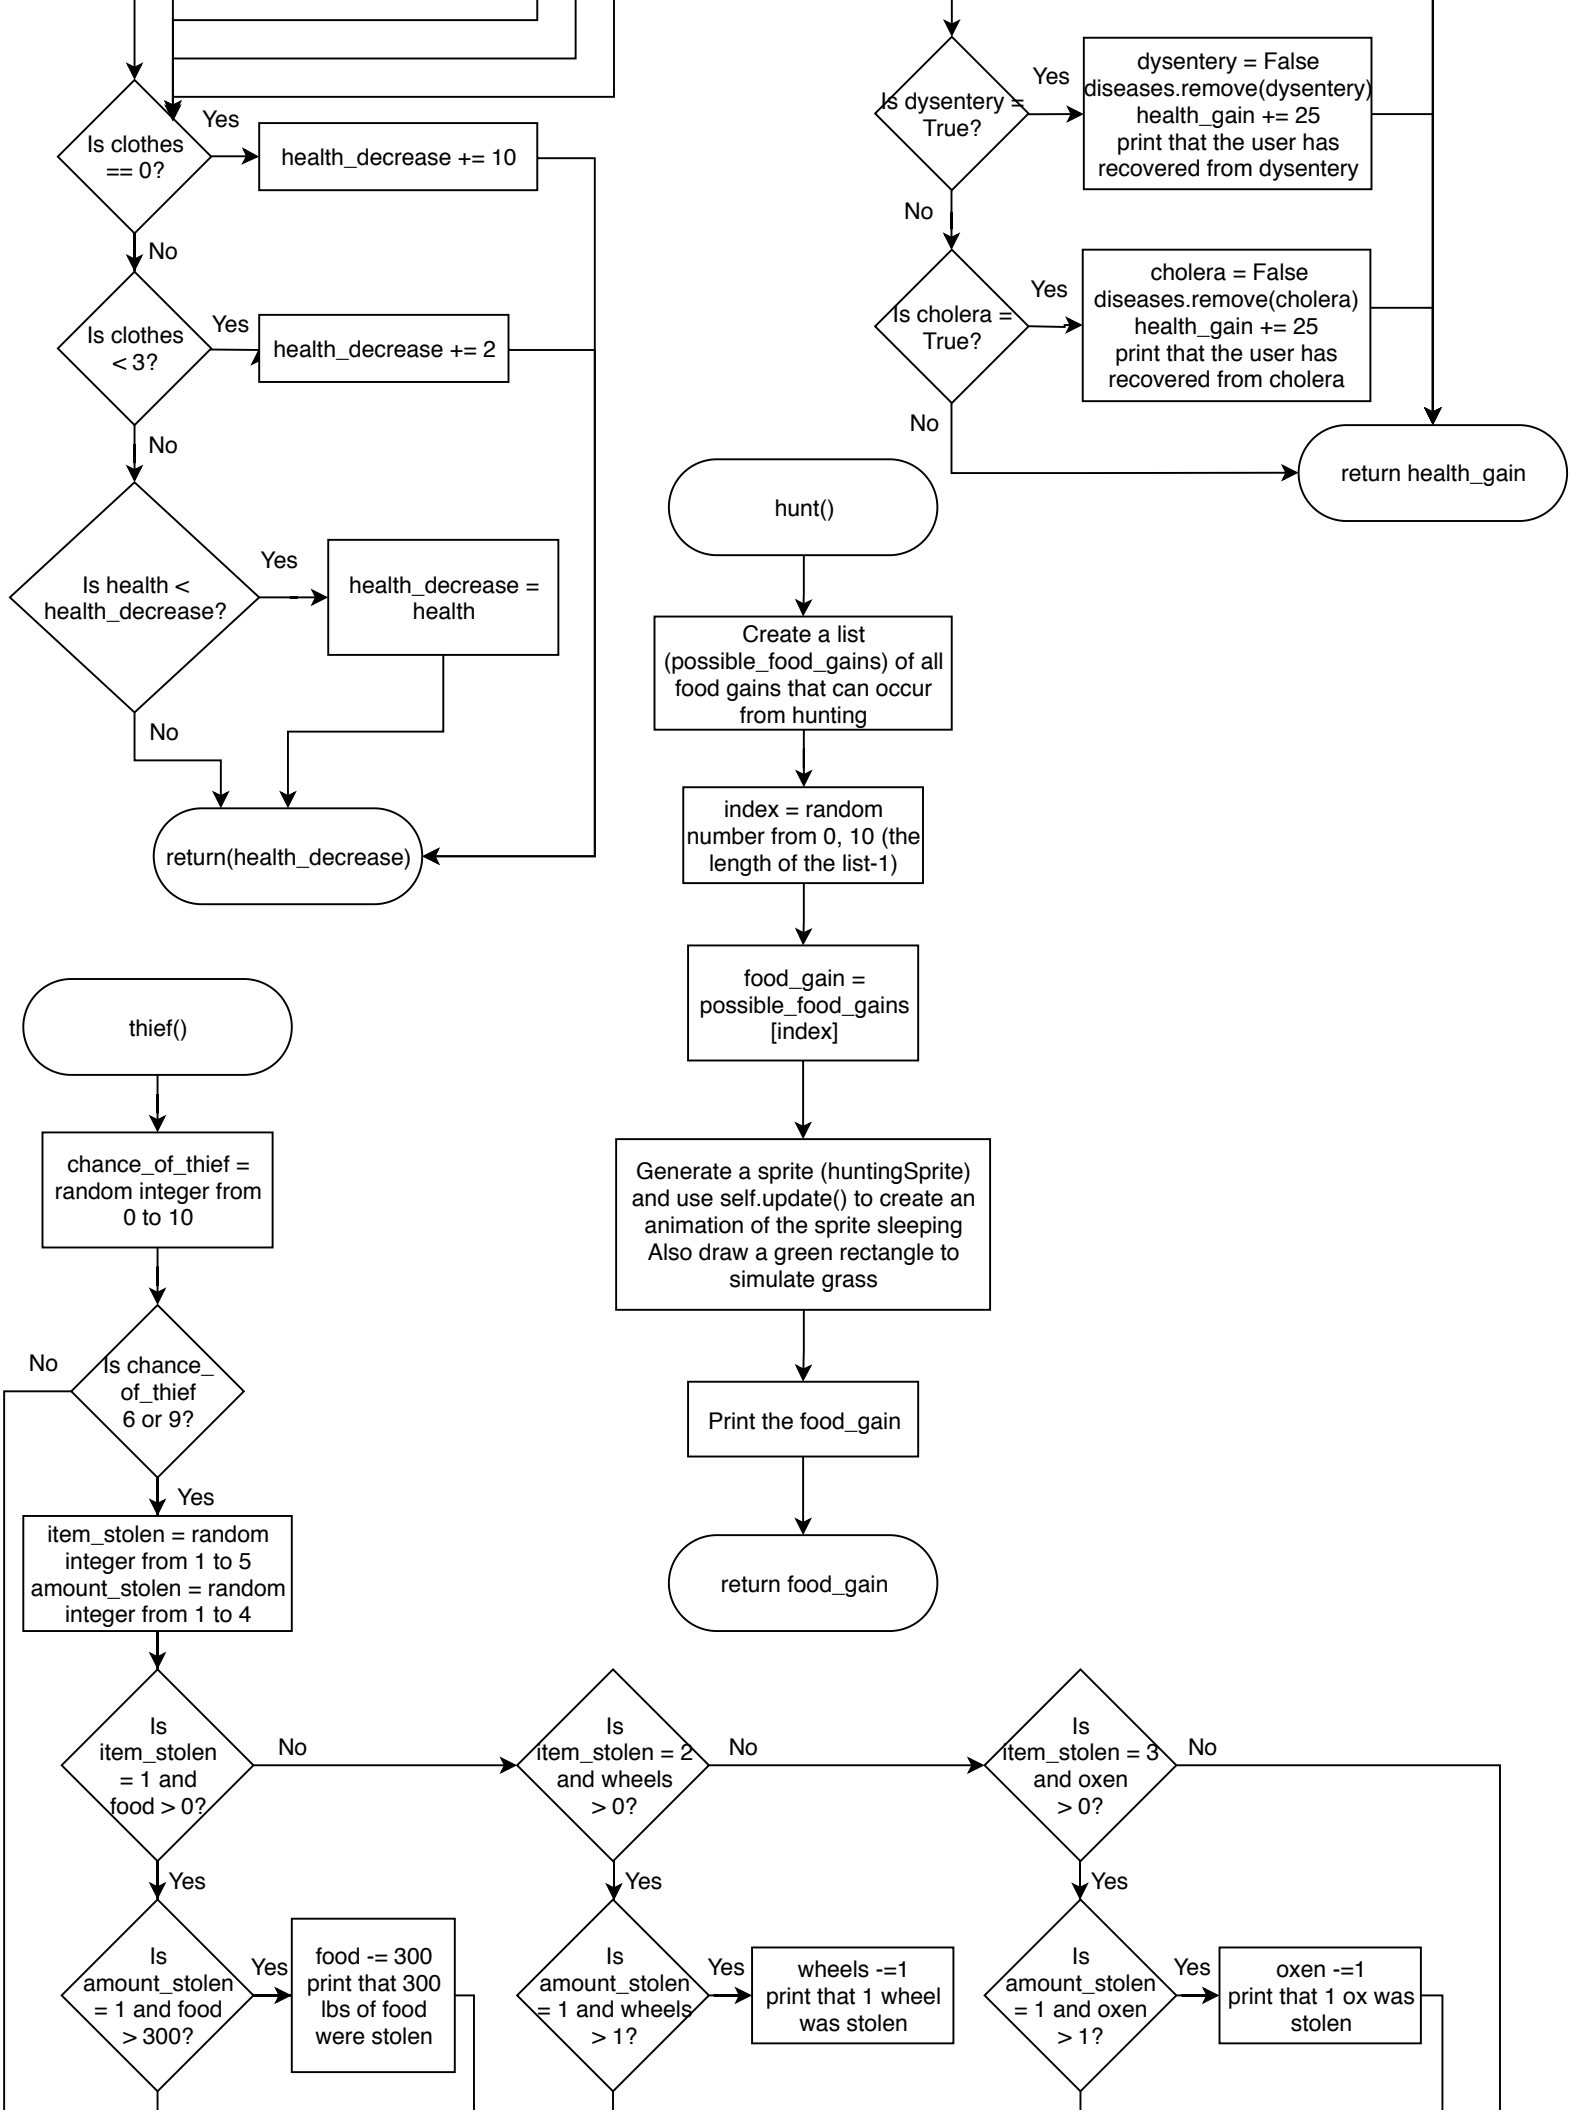 Is clothes
== 0?
Yes
health_decrease += 10
No
Is clothes
< 3?
Yes
health_decrease += 2
No
Is health <
health_decrease?
Yes
health_decrease =
health
No
return(health_decrease)
Is dysentery =
True?
Yes
dysentery = False
diseases.remove(dysentery)
health_gain += 25
print that the user has
recovered from dysentery
No
Is cholera =
True?
Yes
cholera = False
diseases.remove(cholera)
health_gain += 25
print that the user has
recovered from cholera
No
return health_gain
hunt()
Create a list
(possible_food_gains) of all
food gains that can occur
from hunting
index = random
number from 0, 10 (the
length of the list-1)
food_gain =
possible_food_gains
[index]
Generate a sprite (huntingSprite)
and use self.update() to create an
animation of the sprite sleeping
Also draw a green rectangle to
simulate grass
Print the food_gain
return food_gain
thief()
chance_of_thief =
random integer from
0 to 10
Is chance_
of_thief
6 or 9?
No
Yes
item_stolen = random
integer from 1 to 5
amount_stolen = random
integer from 1 to 4
Is
item_stolen
= 1 and
food > 0?
No
Is
item_stolen = 2
and wheels
> 0?
No
Is
item_stolen = 3
and oxen
> 0?
No
Yes
Yes
Yes
Is
amount_stolen
= 1 and food
> 300?
Yes
food -= 300
print that 300
lbs of food
were stolen
Is
amount_stolen
= 1 and wheels
> 1?
Yes
wheels -=1
print that 1 wheel
was stolen
Is
amount_stolen
= 1 and oxen
> 1?
Yes
oxen -=1
print that 1 ox was
stolen